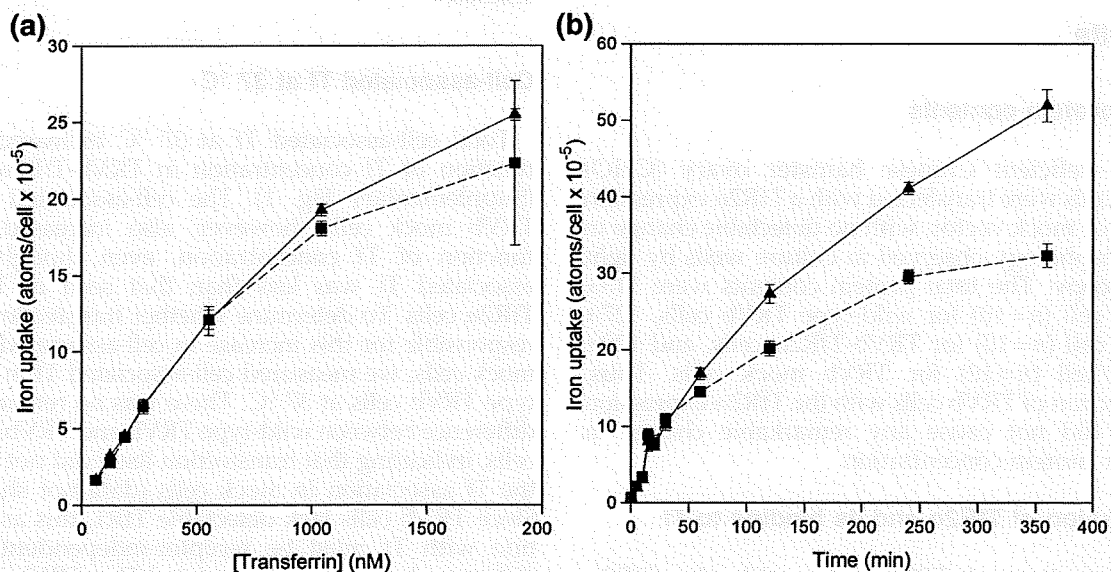 (a)
30
25
20
15
10
5
0
Iron uptake (atoms/cell x 10⁻⁵)
0 500 1000 1500 200
[Transferrin] (nM)
(b)
60
50
40
30
20
10
0
Iron uptake (atoms/cell x 10⁻⁵)
0 50 100 150 200 250 300 350 400
Time (min)